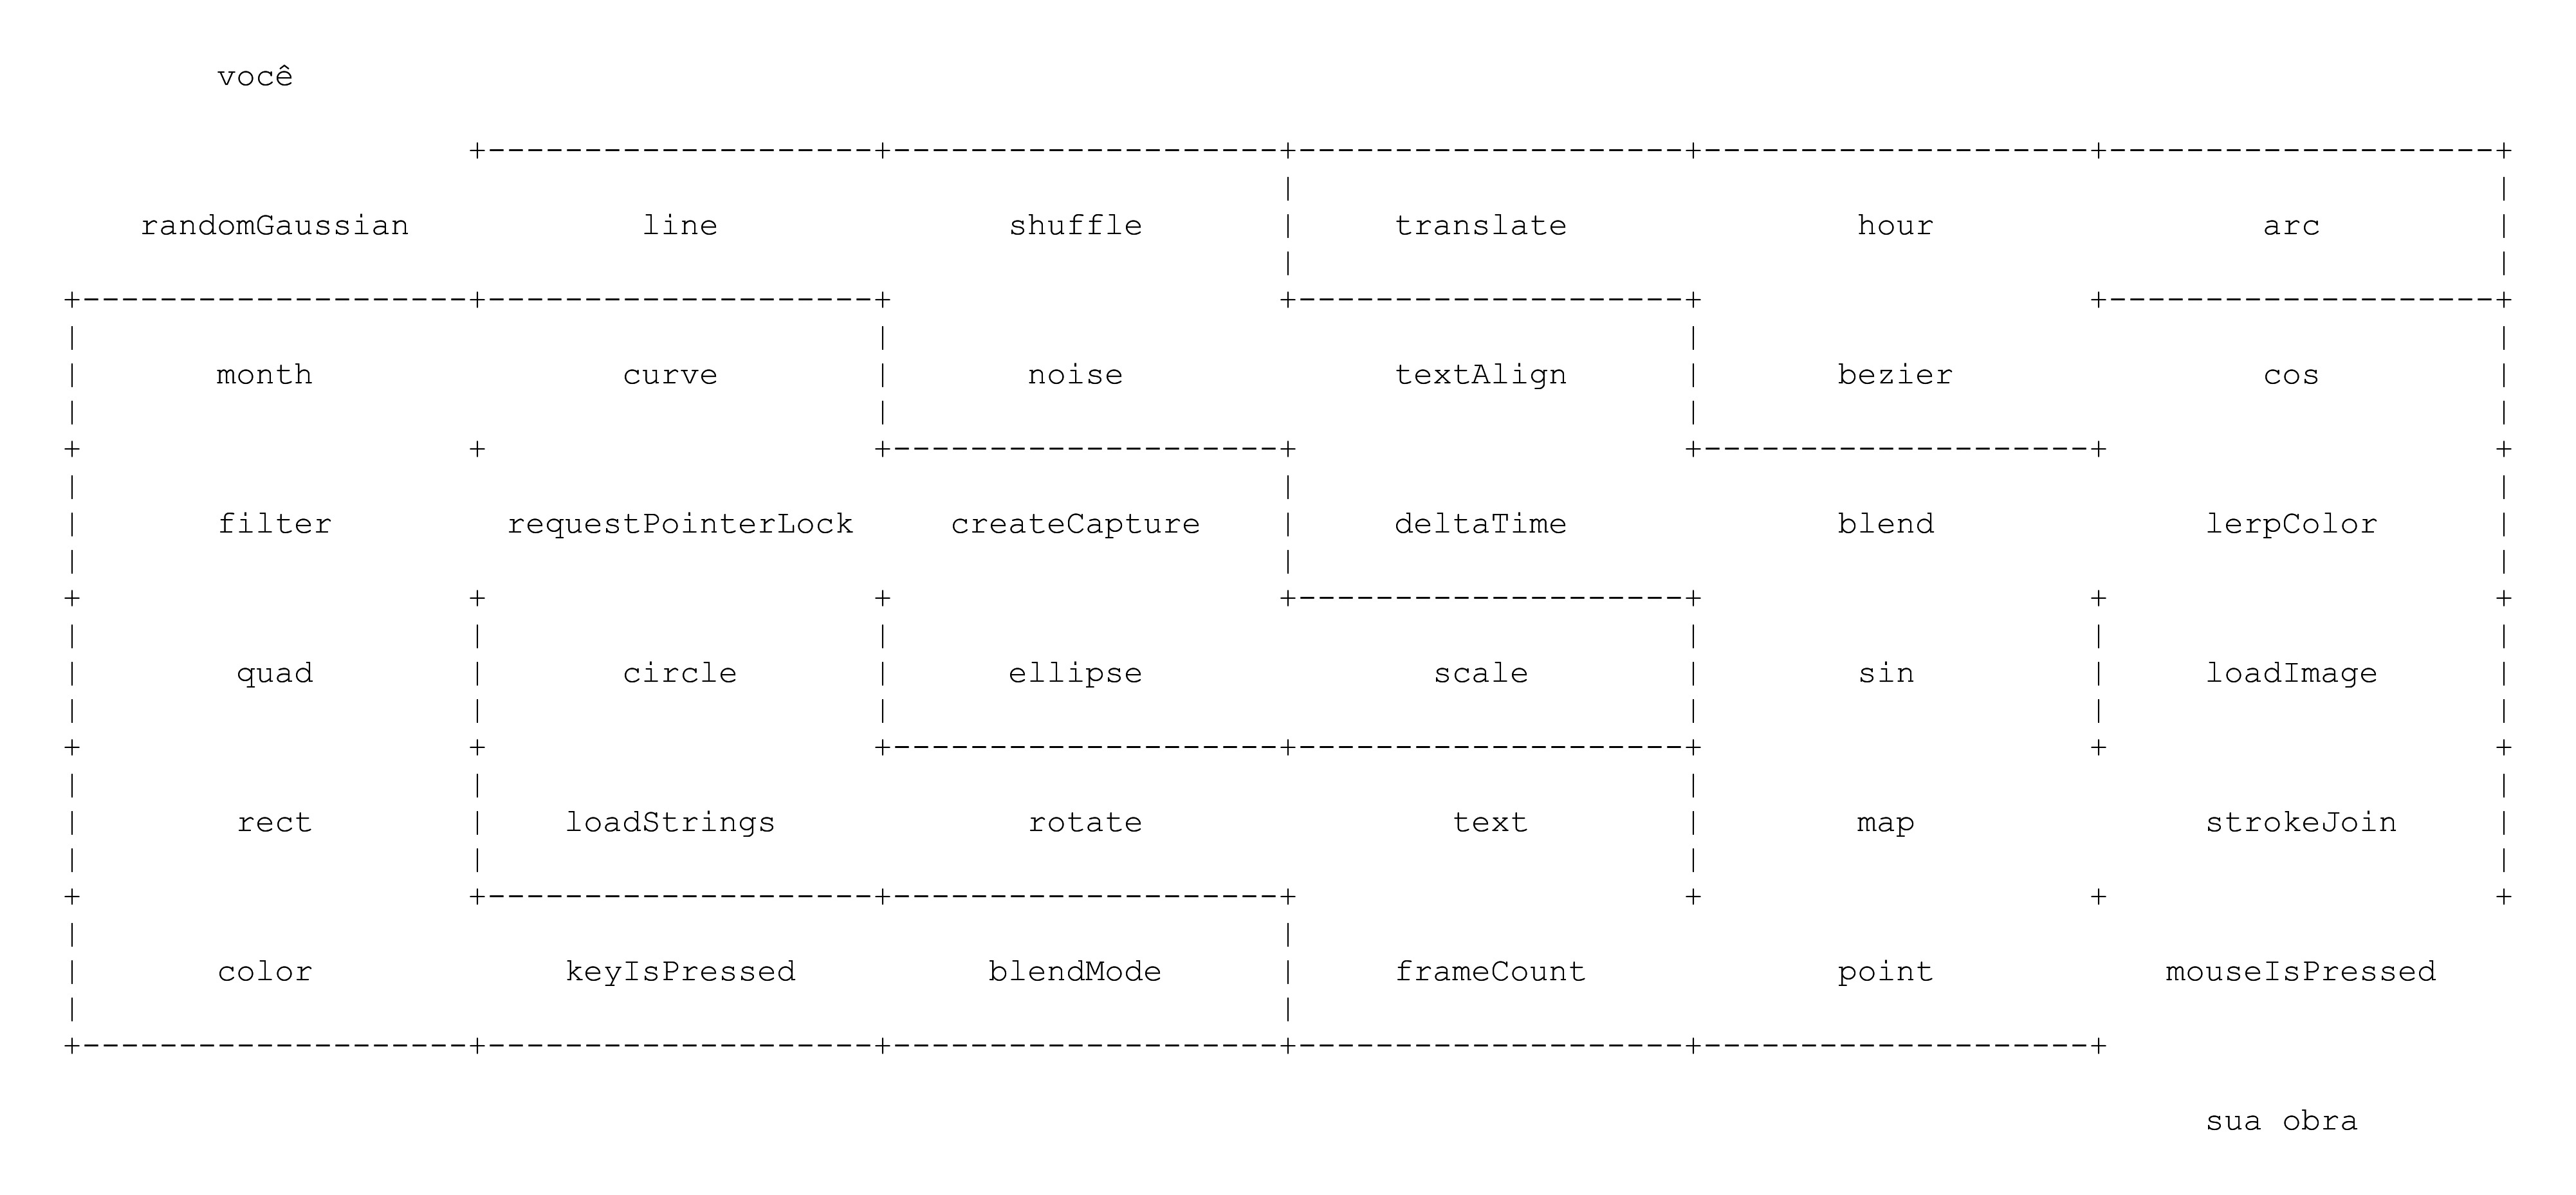 você
randomGaussian line shuffle translate hour arc
month curve noise textAlign bezier cos
filter requestPointerLock createCapture deltaTime blend lerpColor
quad circle ellipse scale sin loadImage
rect loadStrings rotate text map strokeJoin
color keyIsPressed blendMode frameCount point mouseIsPressed
sua obra